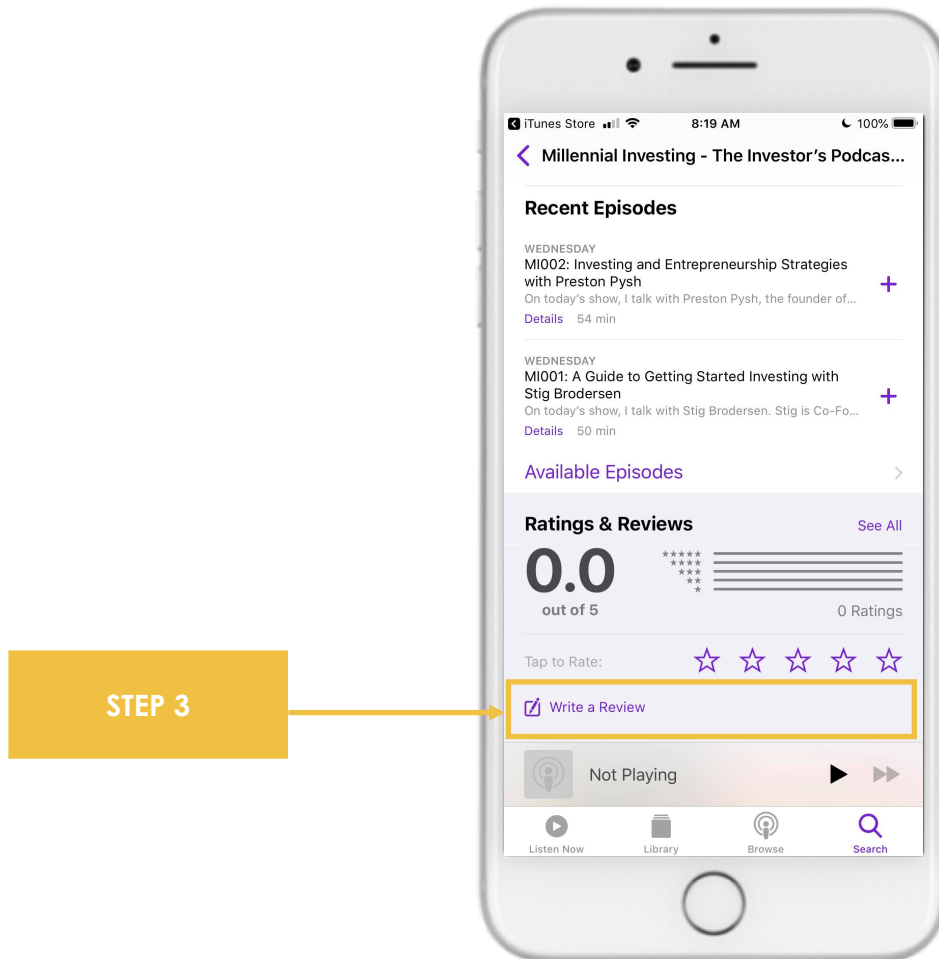 iTunes Store 8:19 AM 100%
Millennial Investing - The Investor's Podcas...
Recent Episodes
WEDNESDAY
MI002: Investing and Entrepreneurship Strategies
with Preston Pysh
On today's show, I talk with Preston Pysh, the founder of...
Details 54 min
WEDNESDAY
MI001: A Guide to Getting Started Investing with
Stig Brodersen
On today's show, I talk with Stig Brodersen. Stig is Co-Fo...
Details 50 min
Available Episodes
Ratings & Reviews See All
0.0
out of 5
0 Ratings
Tap to Rate:
STEP 3
Write a Review
Not Playing
Listen Now Library Browse Search